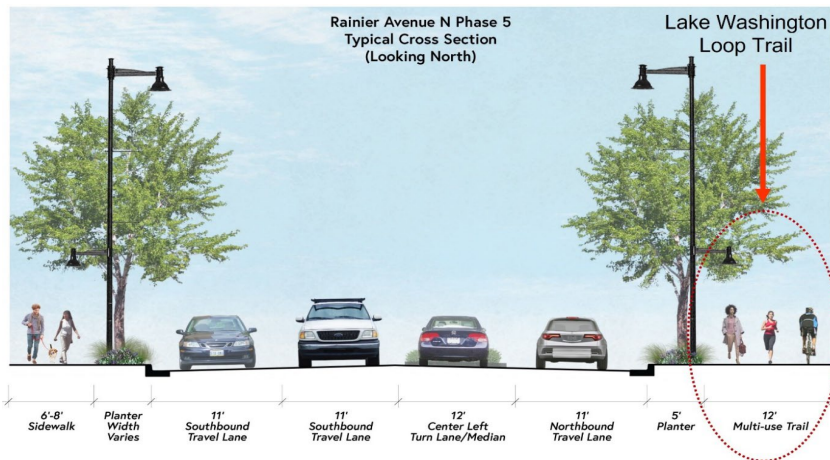 Rainier Avenue N Phase 5
Typical Cross Section
(Looking North)
Lake Washington
Loop Trail
6'-8'
Sidewalk
Planter
Width
Varies
11'
Southbound
Travel Lane
11'
Southbound
Travel Lane
12'
Center Left
Turn Lane/Median
11'
Northbound
Travel Lane
5'
Planter
12'
Multi-use Trail